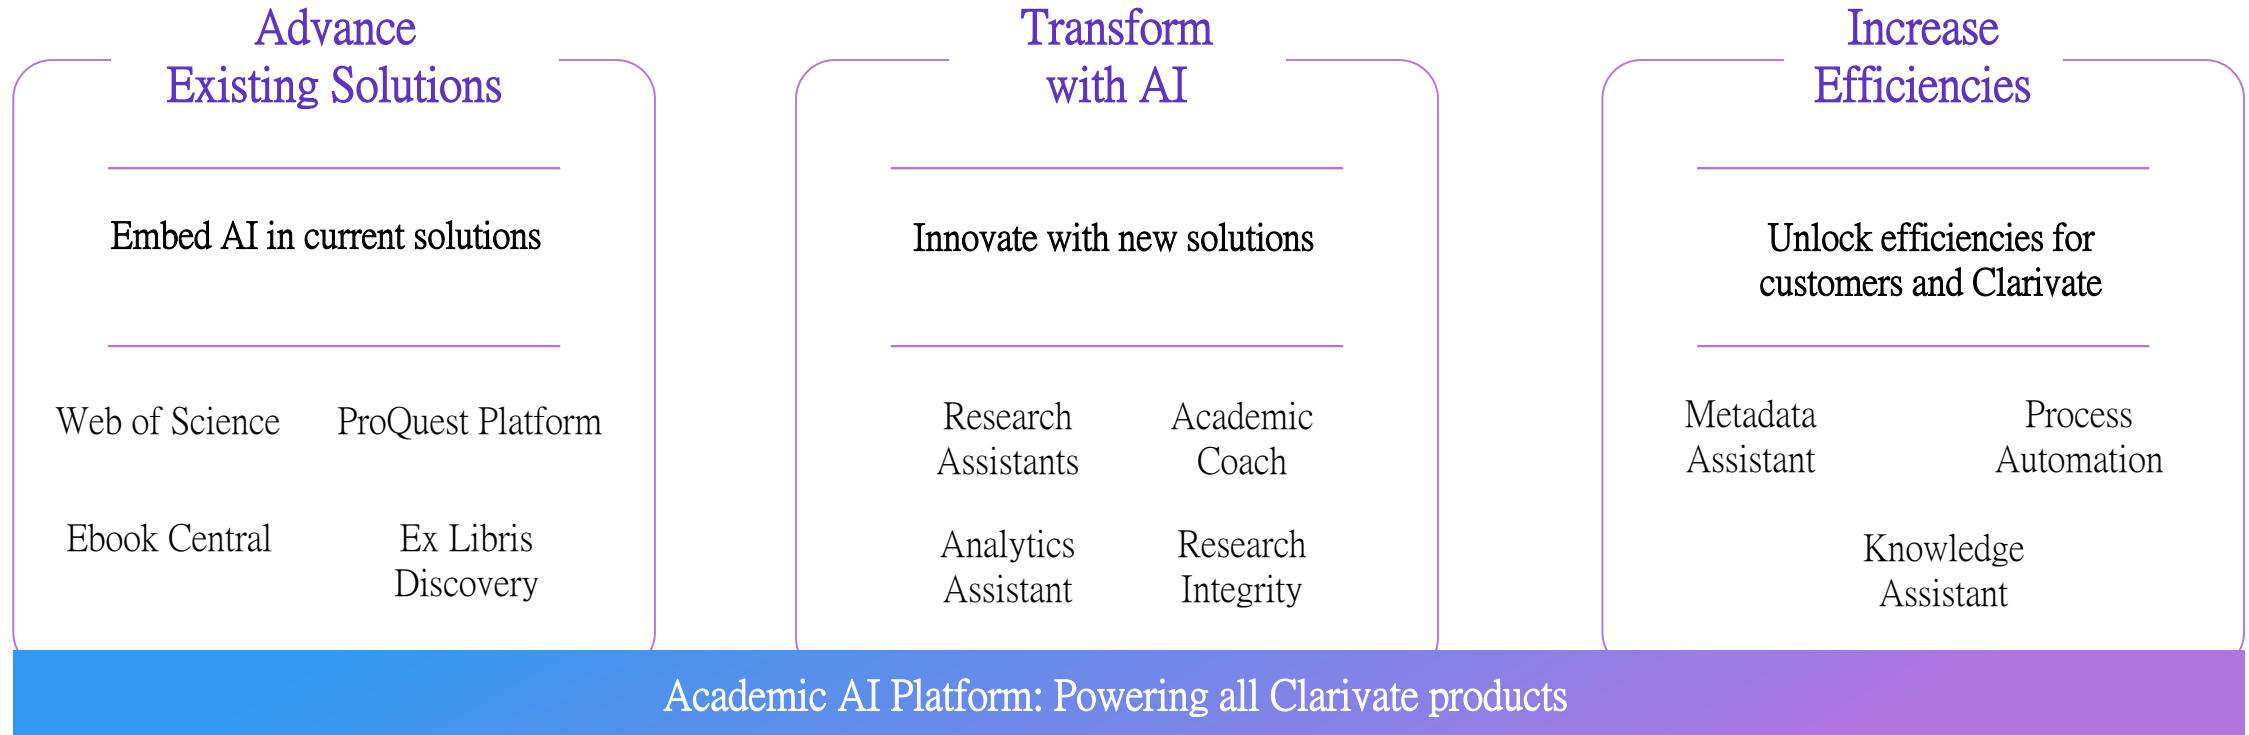 Advance
Existing Solutions
Embed AI in current solutions
Web of Science
ProQuest Platform
Ebook Central
Ex Libris
Discovery
Transform
with AI
Innovate with new solutions
Research
Assistants
Academic
Coach
Analytics
Assistant
Research
Integrity
Increase
Efficiencies
Unlock efficiencies for
customers and Clarivate
Metadata
Assistant
Process
Automation
Knowledge
Assistant
Academic AI Platform: Powering all Clarivate products